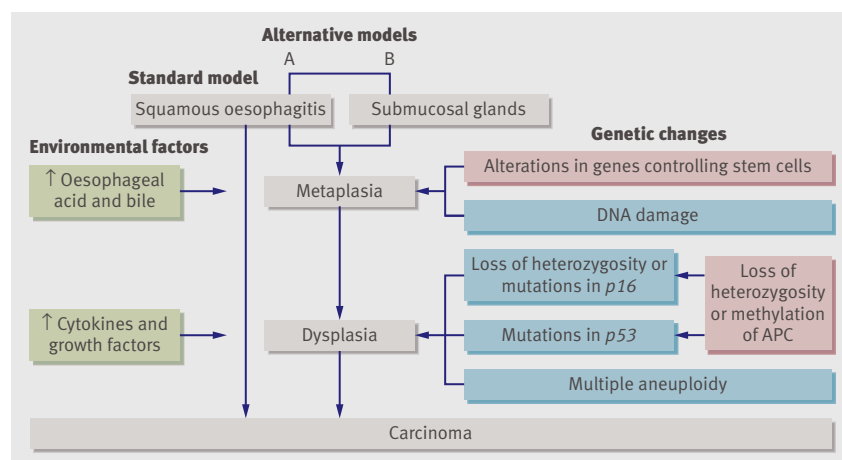 Alternative models
A B
Standard model
Squamous oesophagitis
Submucosal glands
Environmental factors
Genetic changes
↑ Oesophageal
acid and bile
Metaplasia
Alterations in genes controlling stem cells
DNA damage
Loss of heterozygosity or
mutations in p16
Loss of
heterozygosity
or methylation
of APC
↑ Cytokines and
growth factors
Dysplasia
Mutations in p53
Multiple aneuploidy
Carcinoma